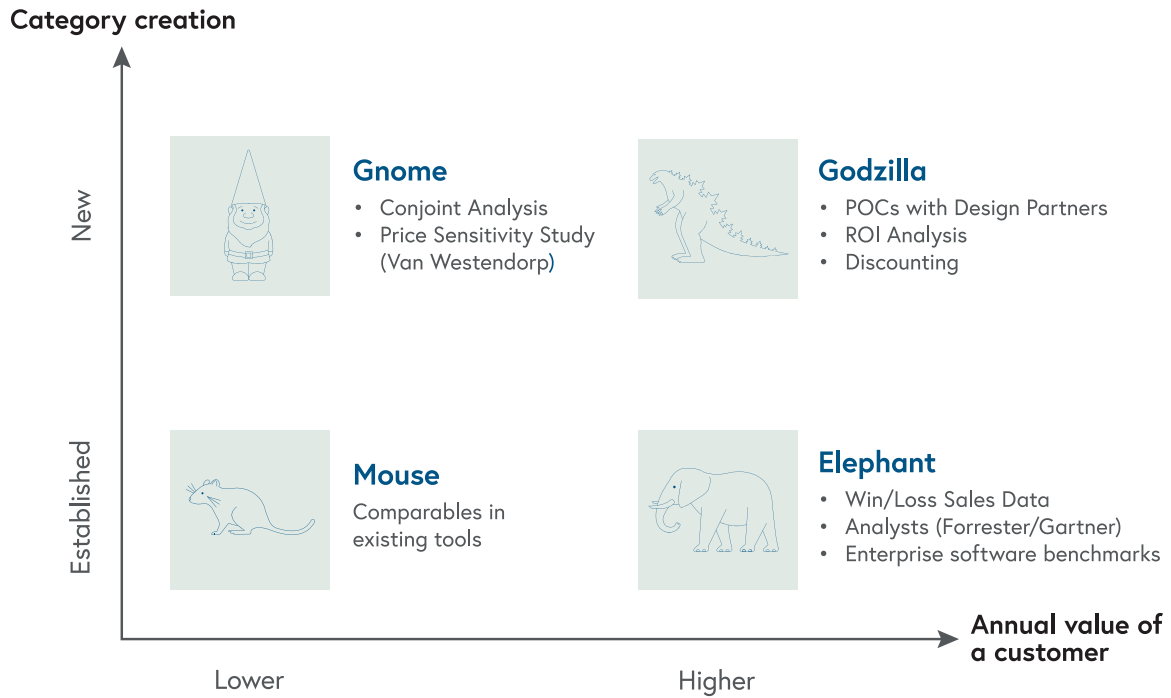 Category creation
New
Gnome
• Conjoint Analysis
• Price Sensitivity Study
(Van Westendorp)
Godzilla
• POCs with Design Partners
• ROI Analysis
• Discounting
Established
Mouse
Comparables in
existing tools
Elephant
• Win/Loss Sales Data
• Analysts (Forrester/Gartner)
• Enterprise software benchmarks
Annual value of
a customer
Lower
Higher